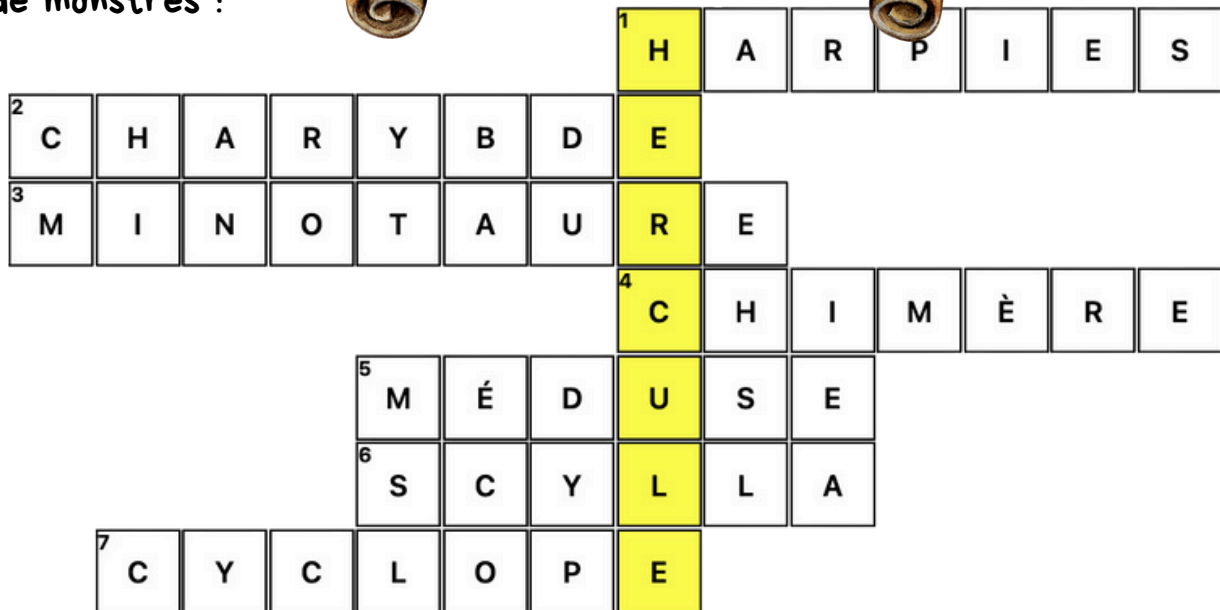 de monstres !
1 H A R P I E S
2 C H A R Y B D E
3 M I N O T A U R E
4 C H I M È R E
5 M É D U S E
6 S C Y L L A
7 C Y C L O P E